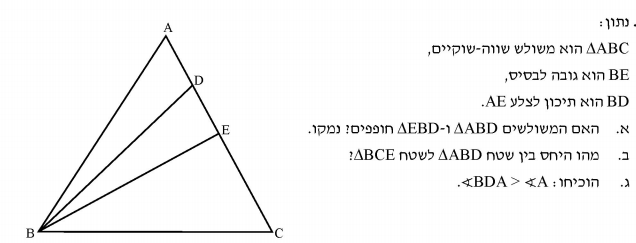 . נתון:
ΔABC הוא משולש שווה-שוקיים,
BE הוא גובה לבסיס,
BD הוא תיכון לצלע AE.
א. האם המשולשים ΔABD ו-ΔEBD חופפים? נמקו.
ב. מהו היחס בין שטח ΔABD לשטח ΔBCE?
ג. הוכיחו: ∢BDA > ∢A.
A
D
E
B
C